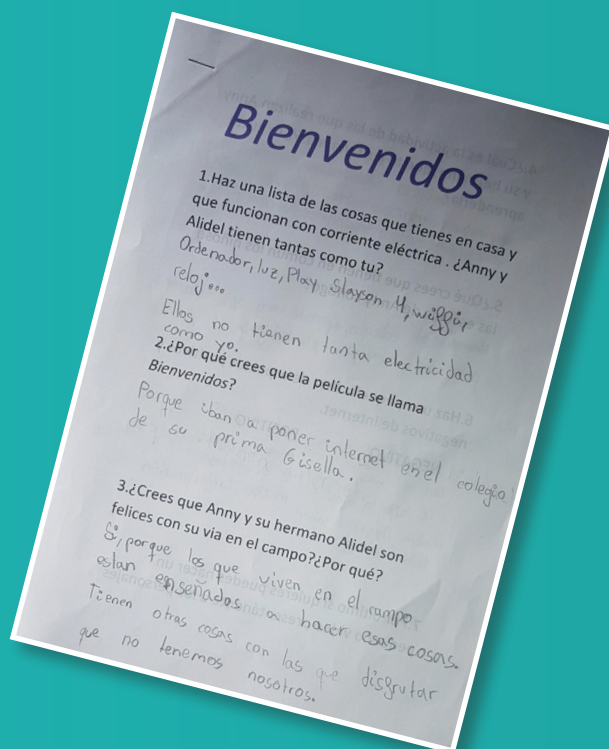 Bienvenidos
1.Haz una lista de las cosas que tienes en casa y
que funcionan con corriente eléctrica . ¿Anny y
Alidel tienen tantas como tu?
Ordenador, luz, Play Slayson 4, wiffi,
reloj...
Ellos no tienen tanta electricidad
como yo.
2.¿Por qué crees que la película se llama
Bienvenidos?
Porque iban a poner internet en el colegio
de su prima Gisella.
3.¿Crees que Anny y su hermano Alidel son
felices con su via en el campo?¿Por qué?
Si, porque los que viven en el campo
estan enseñados a hacer esas cosas.
Tienen otras cosas con las que disfrutar
que no tenemos nosotros.